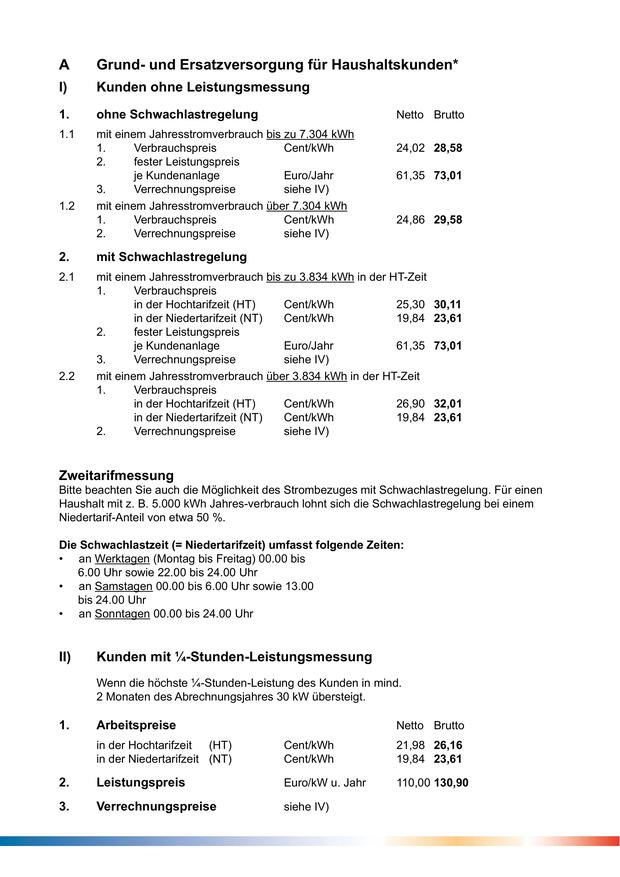 A Grund- und Ersatzversorgung für Haushaltskunden*
I) Kunden ohne Leistungsmessung
1. ohne Schwachlastregelung Netto Brutto
1.1 mit einem Jahresstromverbrauch bis zu 7.304 kWh
1. Verbrauchspreis Cent/kWh 24,02 28,58
2. fester Leistungspreis
je Kundenanlage Euro/Jahr 61,35 73,01
3. Verrechnungspreise siehe IV)
1.2 mit einem Jahresstromverbrauch über 7.304 kWh
1. Verbrauchspreis Cent/kWh 24,86 29,58
2. Verrechnungspreise siehe IV)
2. mit Schwachlastregelung
2.1 mit einem Jahresstromverbrauch bis zu 3.834 kWh in der HT-Zeit
1. Verbrauchspreis
in der Hochtarifzeit (HT) Cent/kWh 25,30 30,11
in der Niedertarifzeit (NT) Cent/kWh 19,84 23,61
2. fester Leistungspreis
je Kundenanlage Euro/Jahr 61,35 73,01
3. Verrechnungspreise siehe IV)
2.2 mit einem Jahresstromverbrauch über 3.834 kWh in der HT-Zeit
1. Verbrauchspreis
in der Hochtarifzeit (HT) Cent/kWh 26,90 32,01
in der Niedertarifzeit (NT) Cent/kWh 19,84 23,61
2. Verrechnungspreise siehe IV)
Zweitarifmessung
Bitte beachten Sie auch die Möglichkeit des Strombezuges mit Schwachlastregelung. Für einen
Haushalt mit z. B. 5.000 kWh Jahres-verbrauch lohnt sich die Schwachlastregelung bei einem
Niedertarif-Anteil von etwa 50 %.
Die Schwachlastzeit (= Niedertarifzeit) umfasst folgende Zeiten:
• an Werktagen (Montag bis Freitag) 00.00 bis
6.00 Uhr sowie 22.00 bis 24.00 Uhr
• an Samstagen 00.00 bis 6.00 Uhr sowie 13.00
bis 24.00 Uhr
• an Sonntagen 00.00 bis 24.00 Uhr
II) Kunden mit ¼-Stunden-Leistungsmessung
Wenn die höchste ¼-Stunden-Leistung des Kunden in mind.
2 Monaten des Abrechnungsjahres 30 kW übersteigt.
1. Arbeitspreise Netto Brutto
in der Hochtarifzeit (HT) Cent/kWh 21,98 26,16
in der Niedertarifzeit (NT) Cent/kWh 19,84 23,61
2. Leistungspreis Euro/kW u. Jahr 110,00 130,90
3. Verrechnungspreise siehe IV)